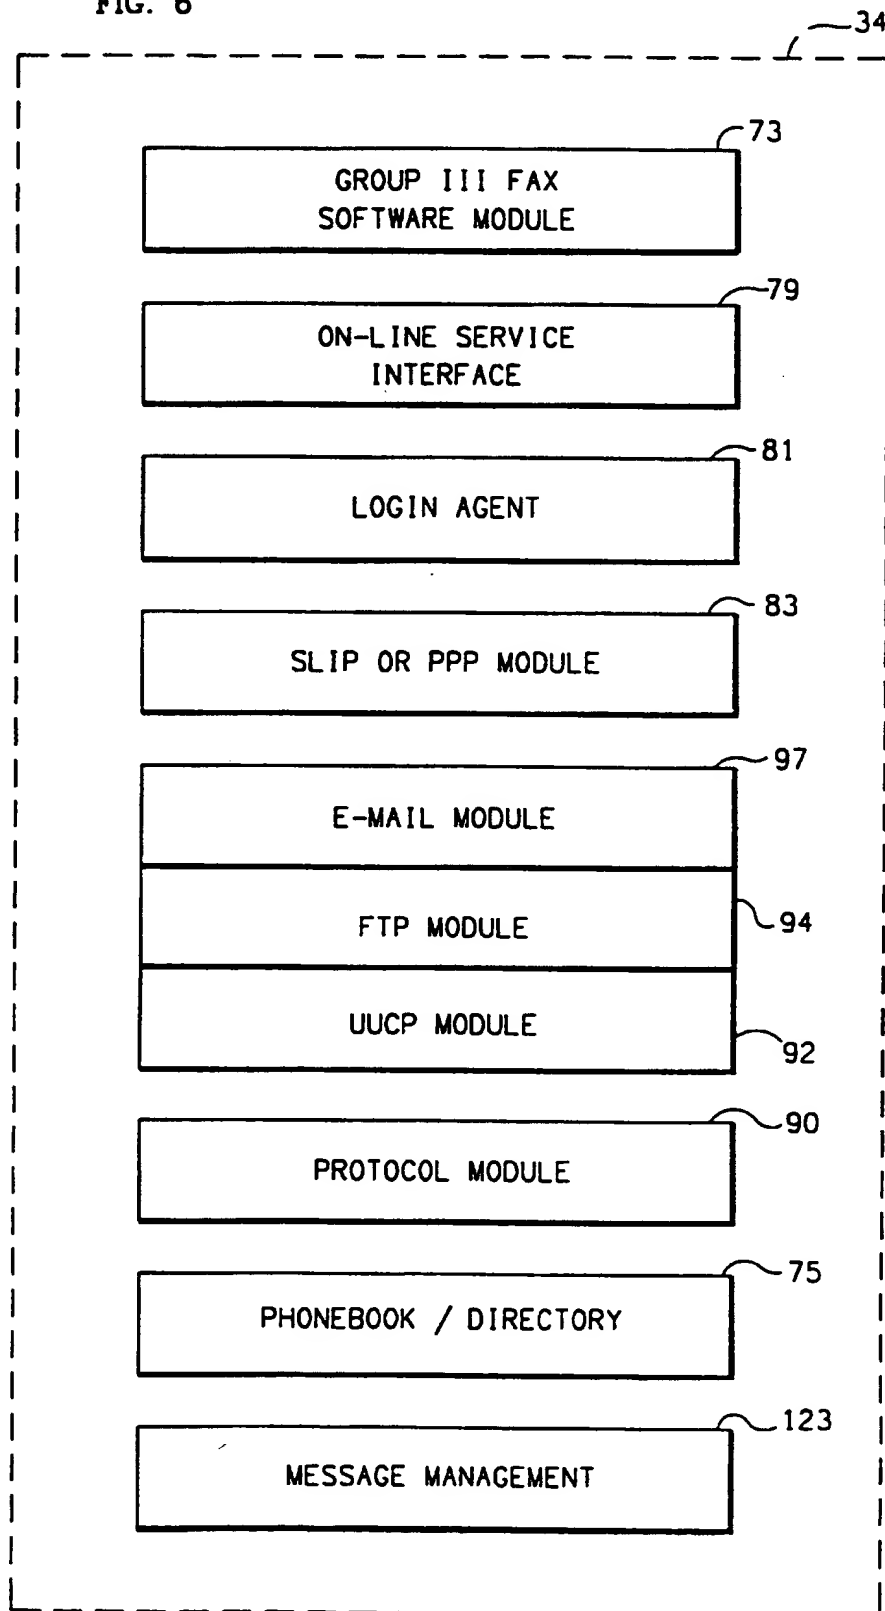 FIG. 6
34
73
GROUP III FAX
SOFTWARE MODULE
79
ON-LINE SERVICE
INTERFACE
81
LOGIN AGENT
83
SLIP OR PPP MODULE
97
E-MAIL MODULE
FTP MODULE
94
UUCP MODULE
92
90
PROTOCOL MODULE
75
PHONEBOOK / DIRECTORY
123
MESSAGE MANAGEMENT